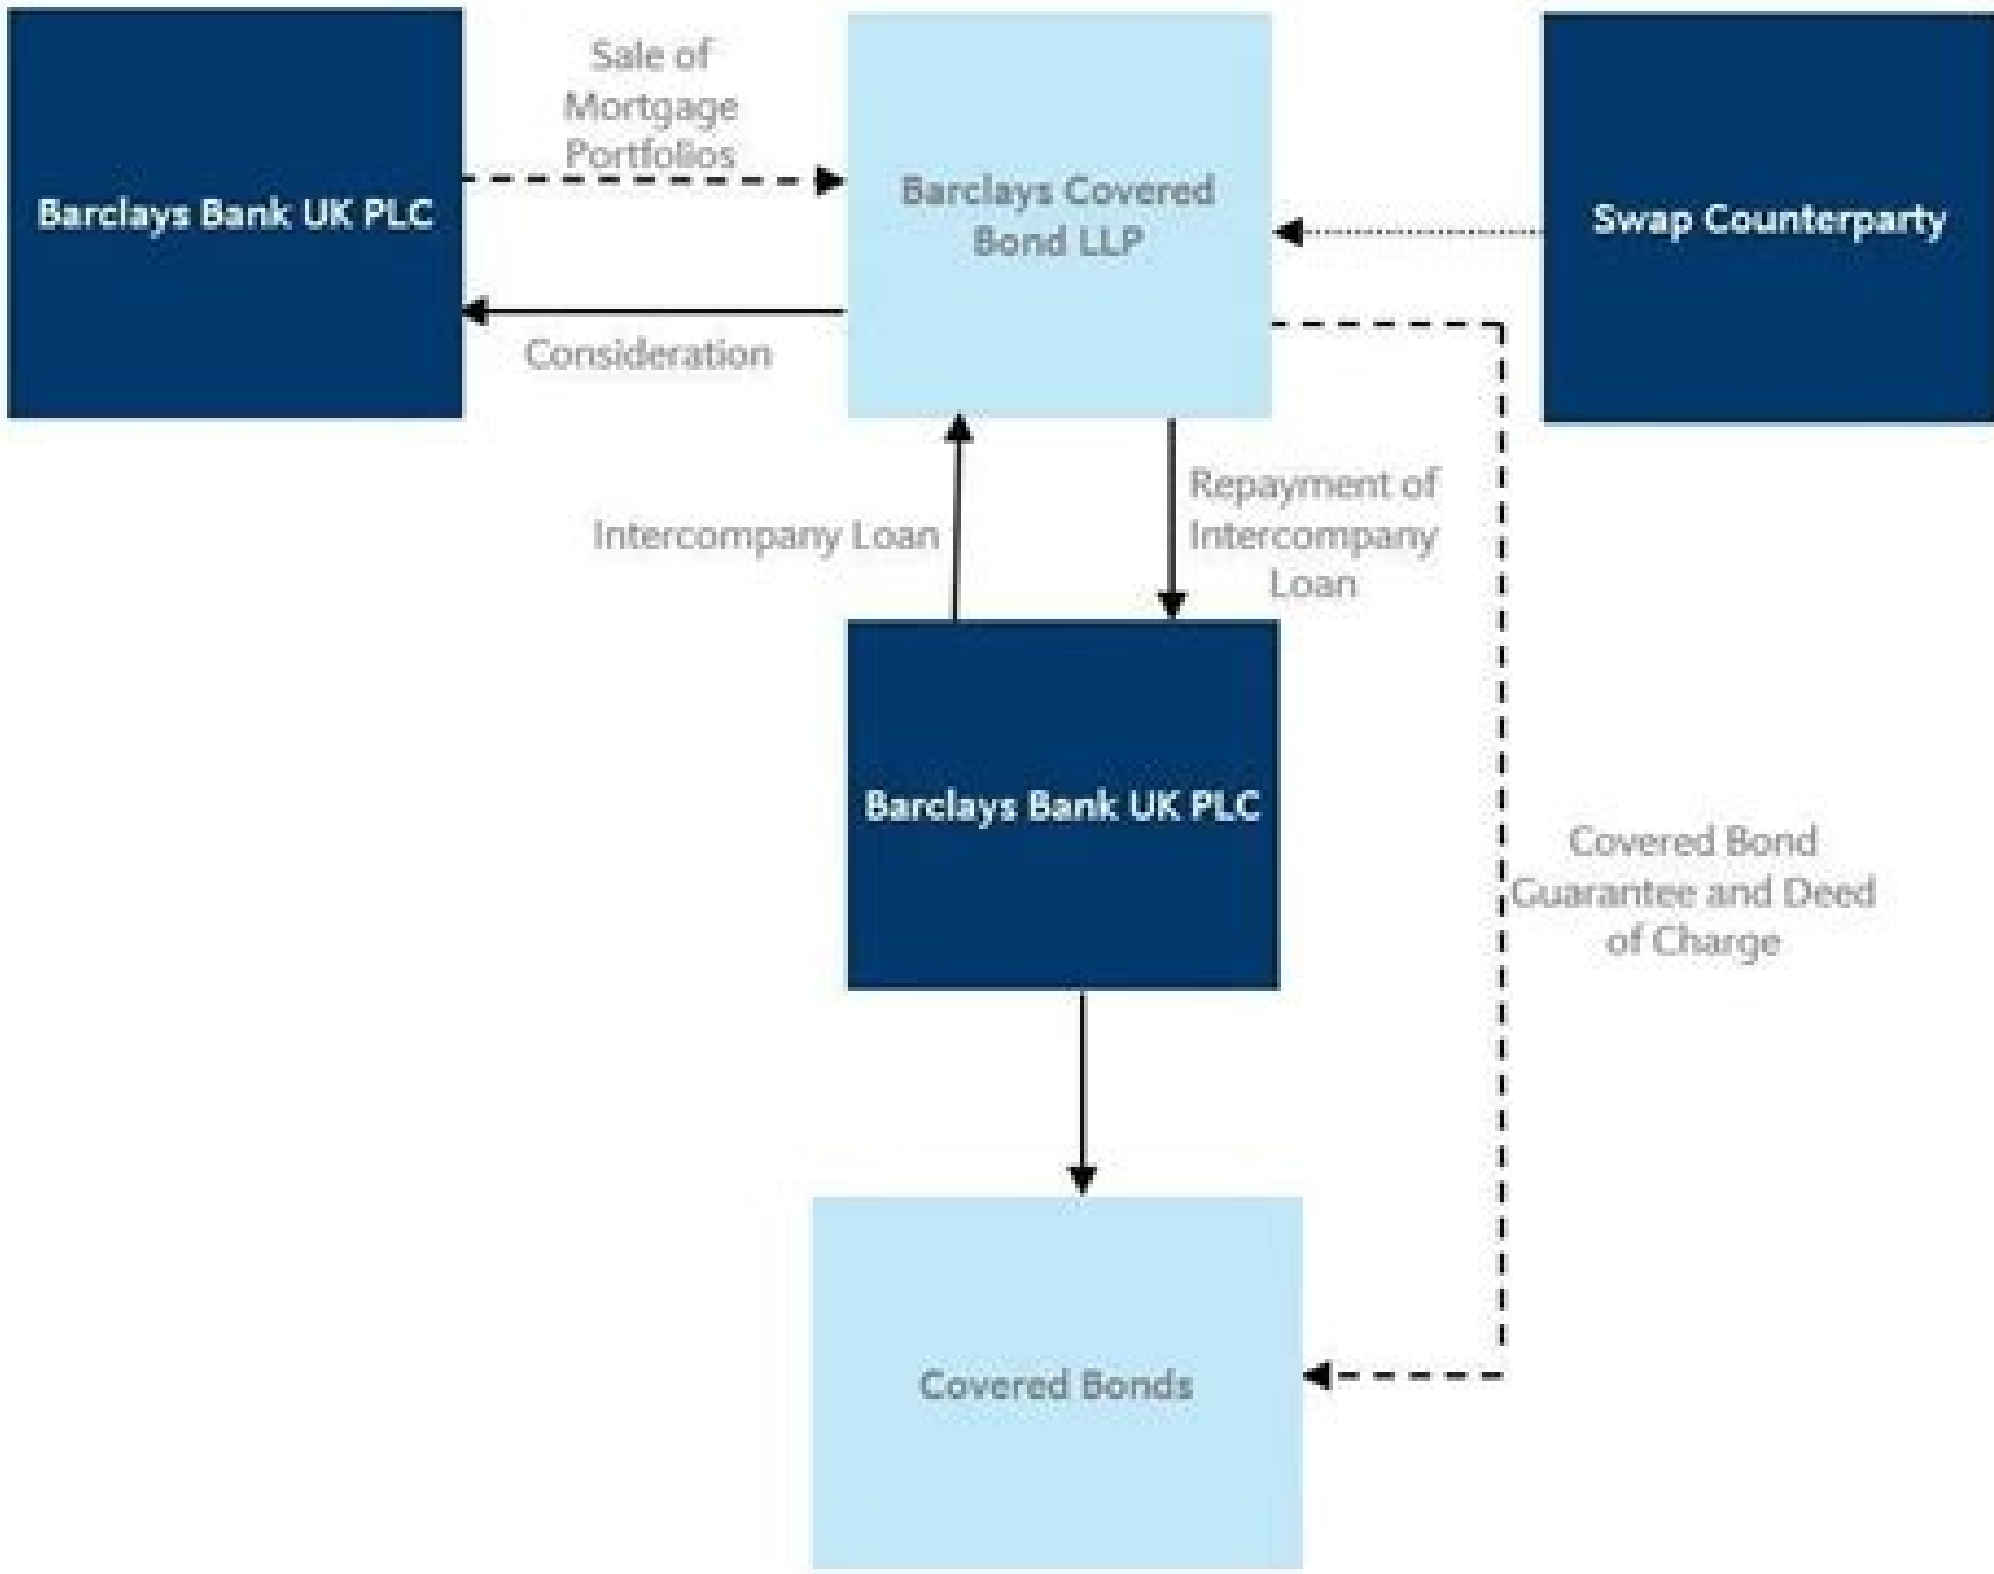 Sale of
Mortgage
Portfolios
Barclays Bank UK PLC
Barclays Covered
Bond LLP
Swap Counterparty
Consideration
Intercompany Loan
Repayment of
Intercompany
Loan
Barclays Bank UK PLC
Covered Bond
Guarantee and Deed
of Charge
Covered Bonds